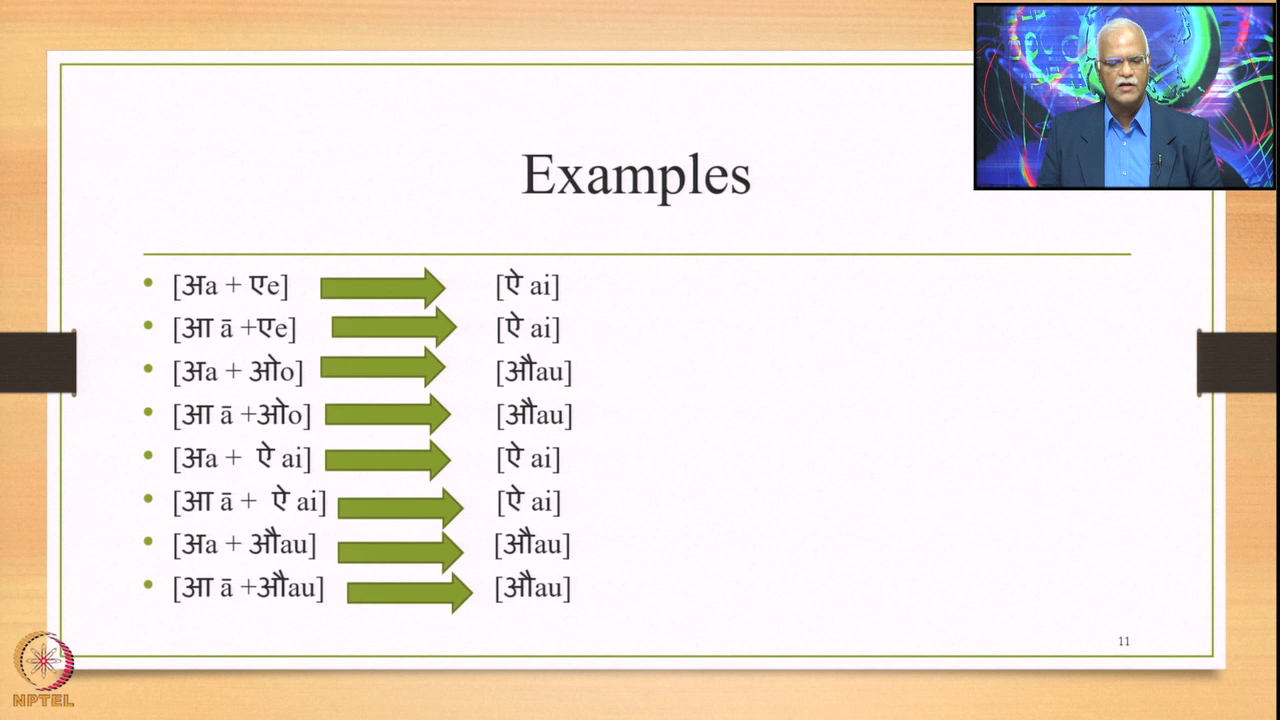 Examples
[अa + एe] [ऐ ai]
[आ ā +एe] [ऐ ai]
[अa + ओo] [औau]
[आ ā +ओo] [औau]
[अa + ऐ ai] [ऐ ai]
[आ ā + ऐ ai] [ऐ ai]
[अa + औau] [औau]
[आ ā +औau] [औau]
11
NPTEL